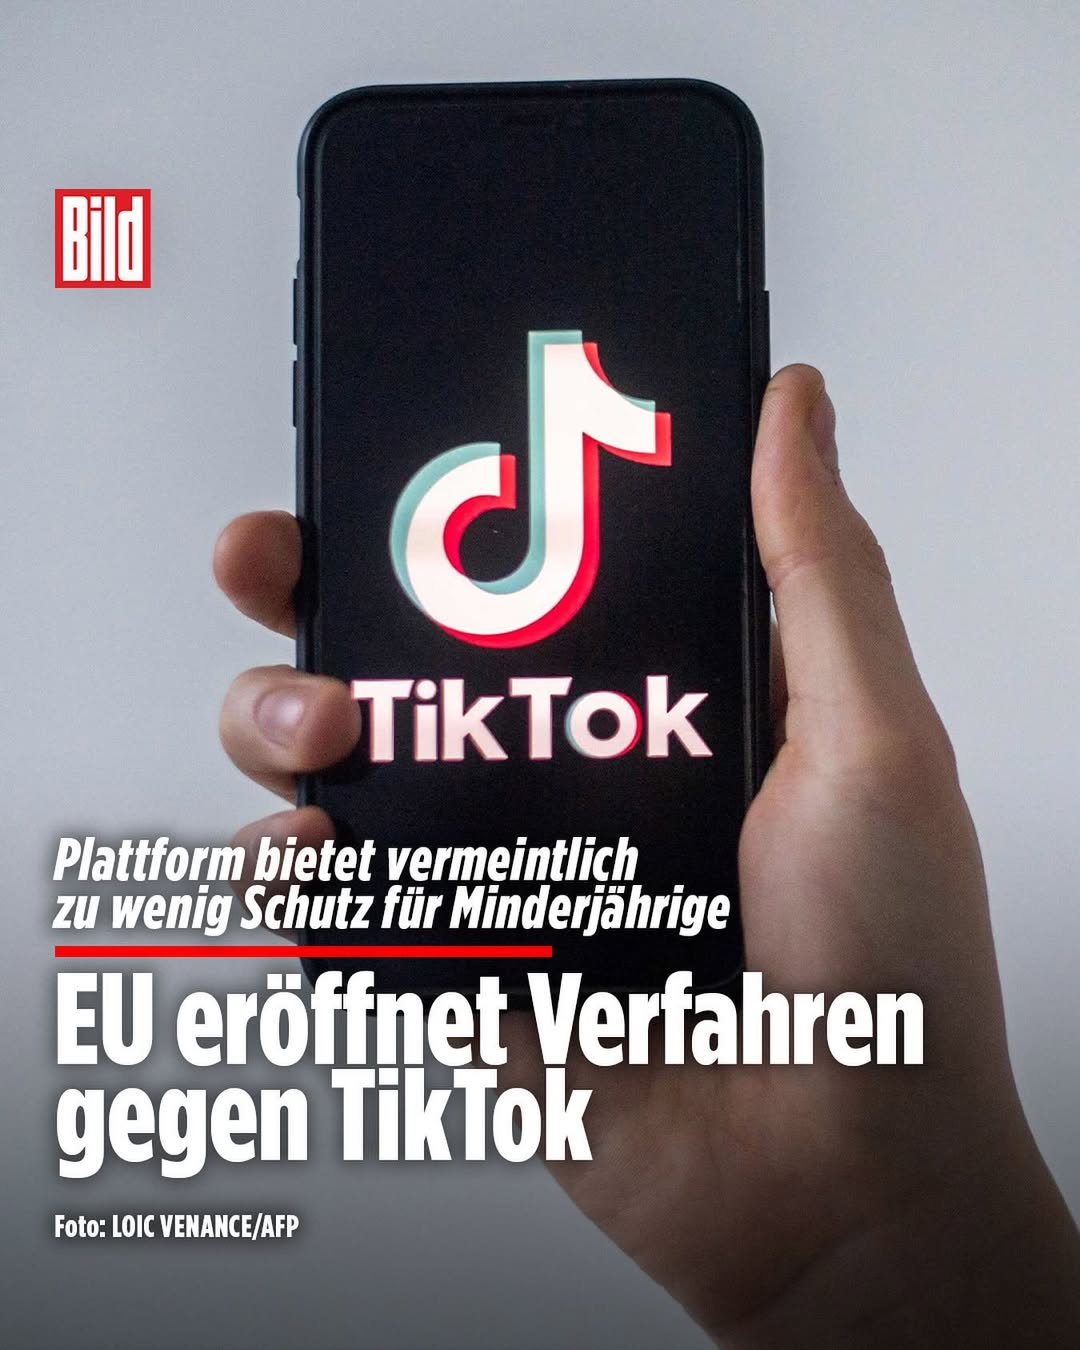 Bild
TikTok
Plattform bietet vermeintlich
zu wenig Schutz für Minderjährige
EU eröffnet Verfahren
gegen TikTok
Foto: LOIC VENANCE/AFP